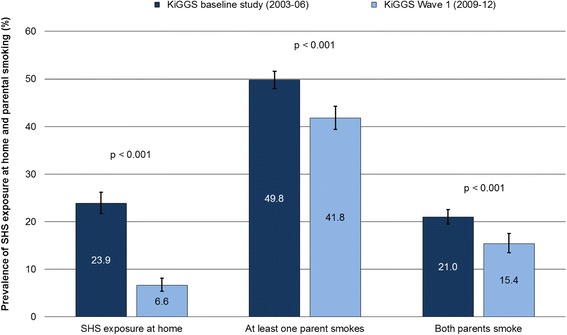 KiGGS baseline study (2003-06) KiGGS Wave 1 (2009-12)
Prevalence of SHS exposure at home and parental smoking (%)
60
50
40
30
20
10
0
p < 0.001
p < 0.001
p < 0.001
23.9
6.6
49.8
41.8
21.0
15.4
SHS exposure at home
At least one parent smokes
Both parents smoke